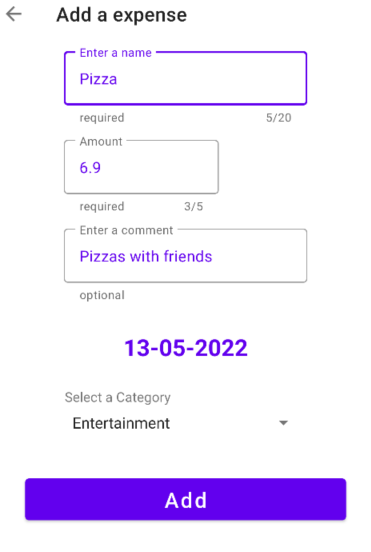 Add a expense
Enter a name
Pizza
required 5/20
Amount
6.9
required 3/5
Enter a comment
Pizzas with friends
optional
13-05-2022
Select a Category
Entertainment
Add